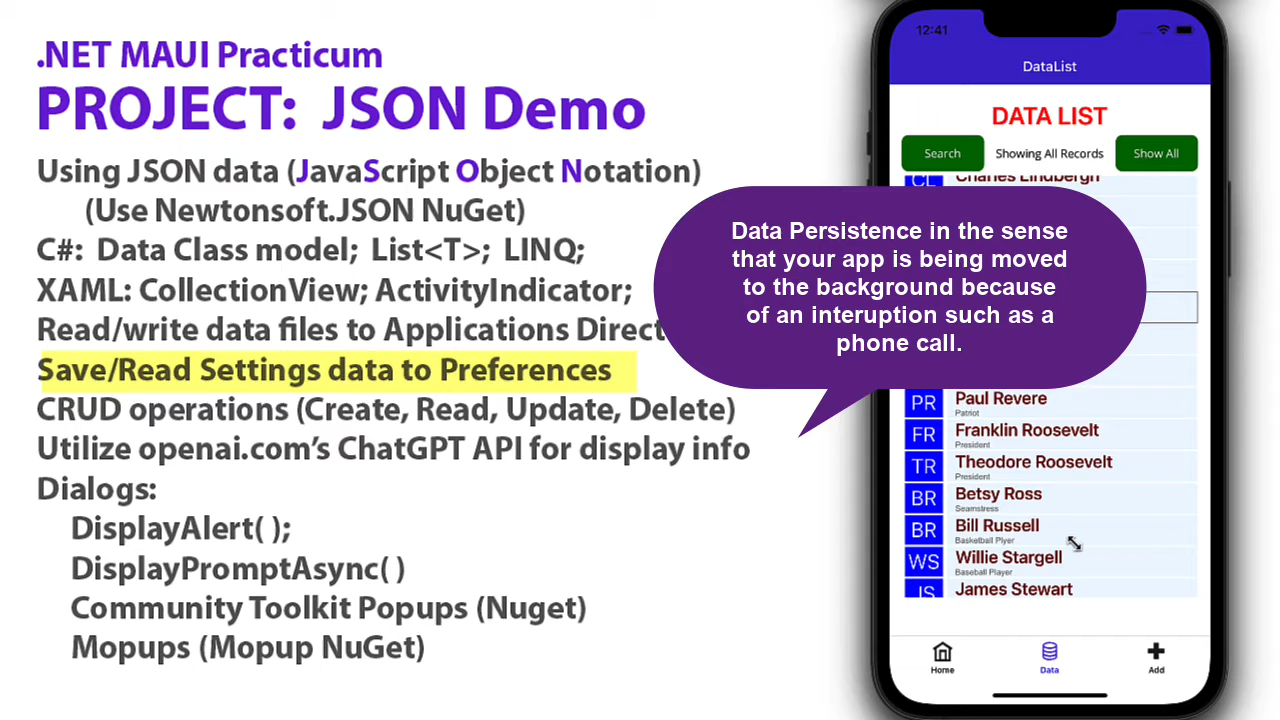 .NET MAUI Practicum
PROJECT: JSON Demo
Using JSON data (JavaScript Object Notation)
(Use Newtonsoft.JSON NuGet)
C#: Data Class model; List<T>; LINQ;
XAML: CollectionView; ActivityIndicator;
Read/write data files to Applications Direct
Save/Read Settings data to Preferences
CRUD operations (Create, Read, Update, Delete)
Utilize openai.com’s ChatGPT API for display info
Dialogs:
DisplayAlert( );
DisplayPromptAsync( )
Community Toolkit Popups (Nuget)
Mopups (Mopup NuGet)
Data Persistence in the sense
that your app is being moved
to the background because
of an interuption such as a
phone call.
12:41
DataList
DATA LIST
Search Showing All Records Show All
CL Charles Lindbergh
PR Paul Revere
Patriot
FR Franklin Roosevelt
President
TR Theodore Roosevelt
President
BR Betsy Ross
Seamstress
BR Bill Russell
Basketball Plyer
WS Willie Stargell
Baseball Player
JS James Stewart
Home Data Add